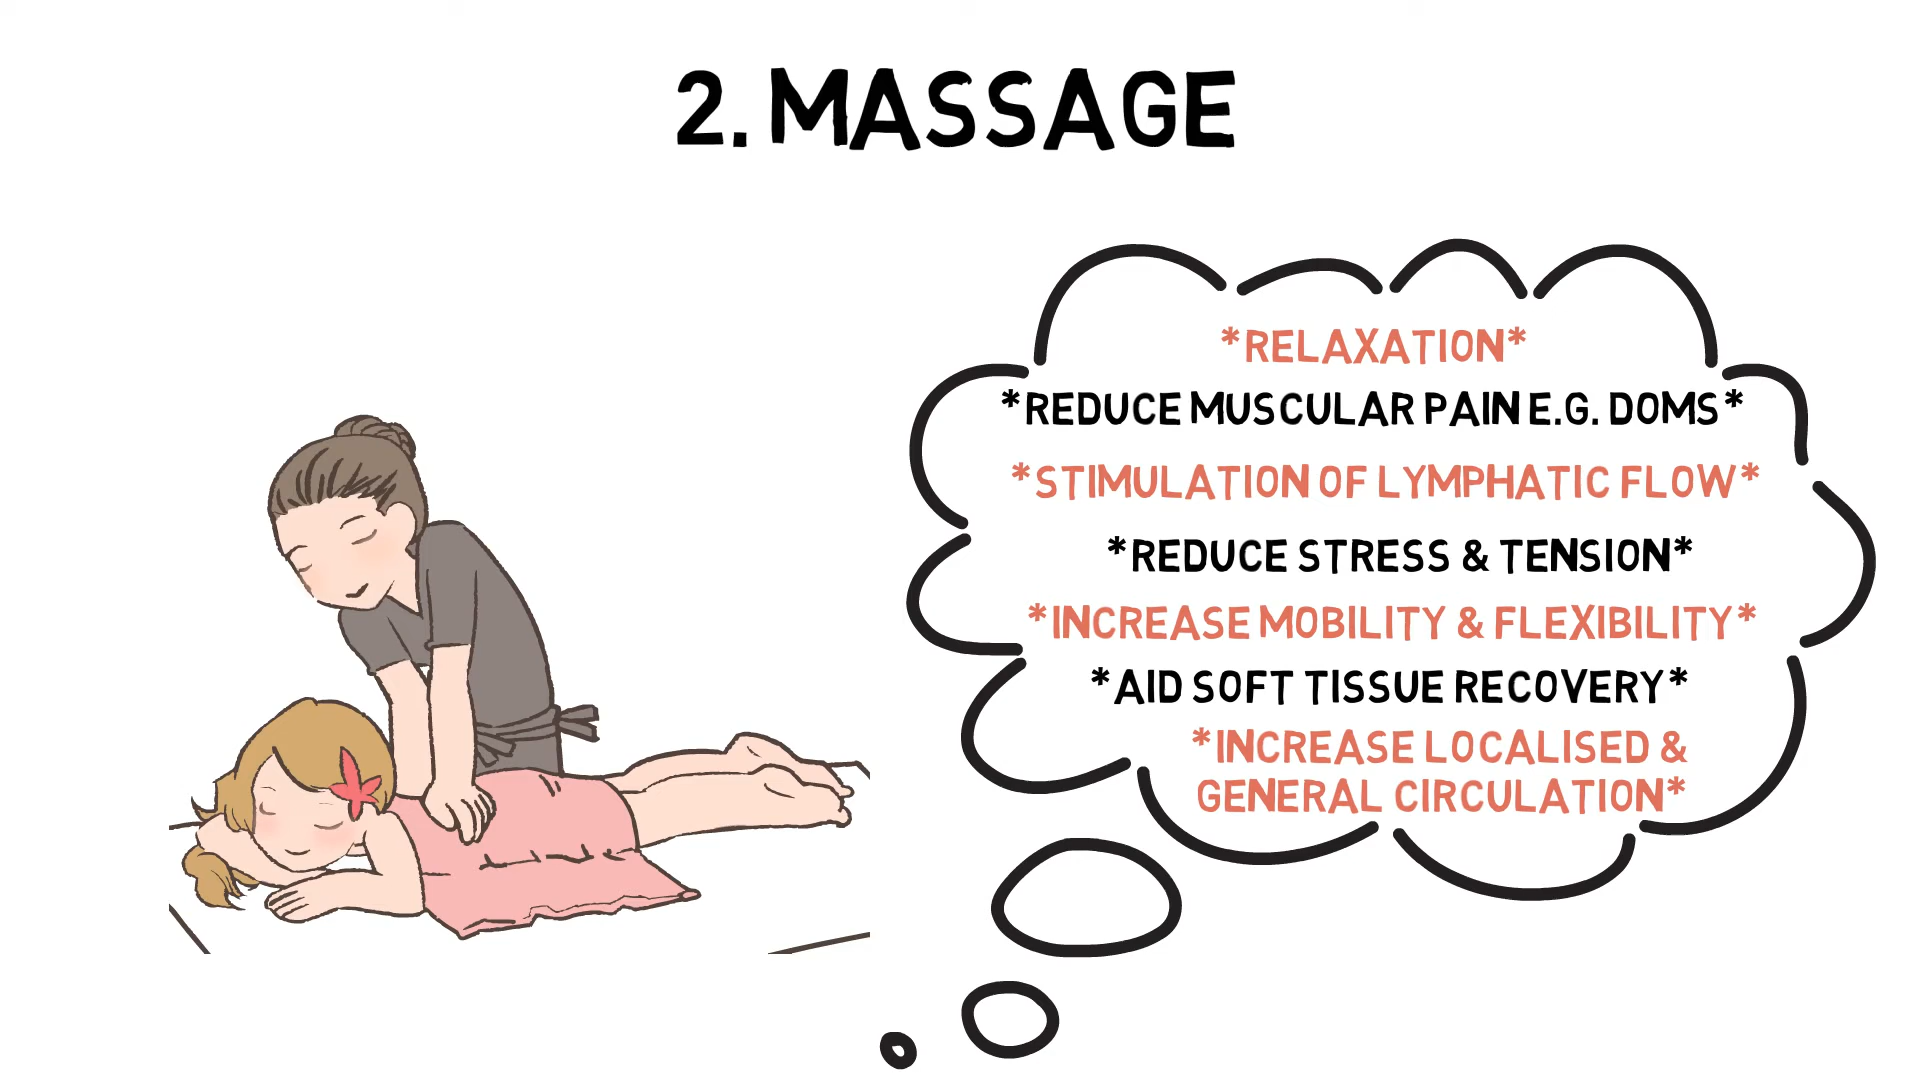 2. MASSAGE
*RELAXATION*
*REDUCE MUSCULAR PAIN E.G. DOMS*
*STIMULATION OF LYMPHATIC FLOW*
*REDUCE STRESS & TENSION*
*INCREASE MOBILITY & FLEXIBILITY*
*AID SOFT TISSUE RECOVERY*
*INCREASE LOCALISED &
GENERAL CIRCULATION*